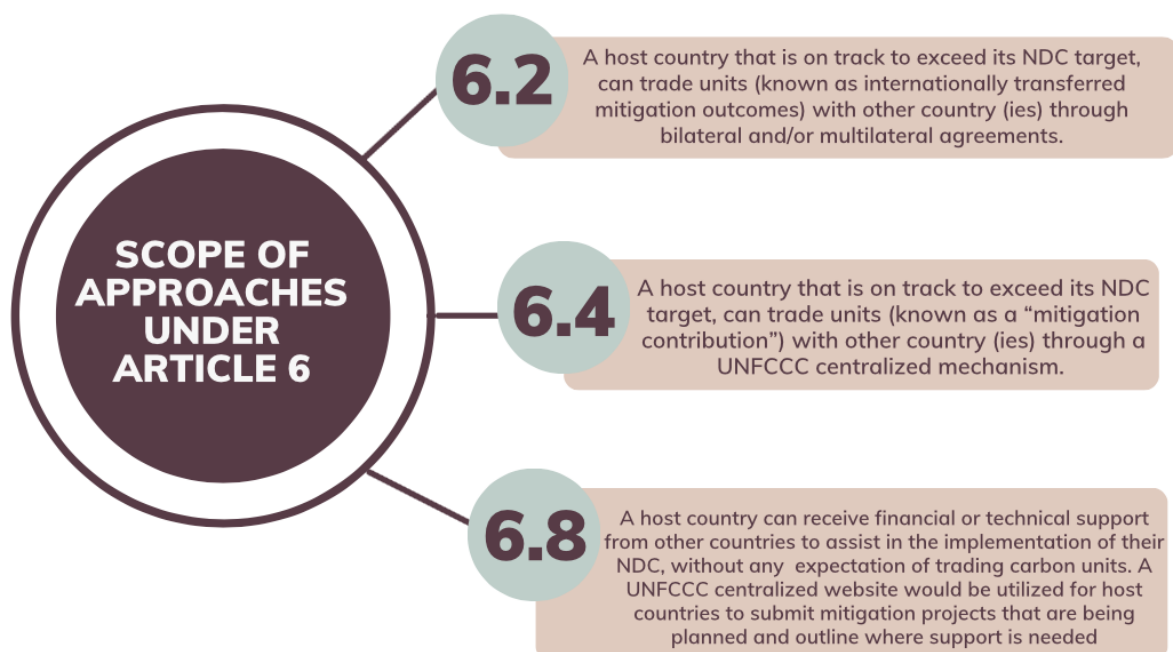 SCOPE OF
APPROACHES
UNDER
ARTICLE 6
6.2
A host country that is on track to exceed its NDC target,
can trade units (known as internationally transferred
mitigation outcomes) with other country (ies) through
bilateral and/or multilateral agreements.
6.4
A host country that is on track to exceed its NDC
target, can trade units (known as a “mitigation
contribution”) with other country (ies) through a
UNFCCC centralized mechanism.
6.8
A host country can receive financial or technical support
from other countries to assist in the implementation of their
NDC, without any expectation of trading carbon units. A
UNFCCC centralized website would be utilized for host
countries to submit mitigation projects that are being
planned and outline where support is needed